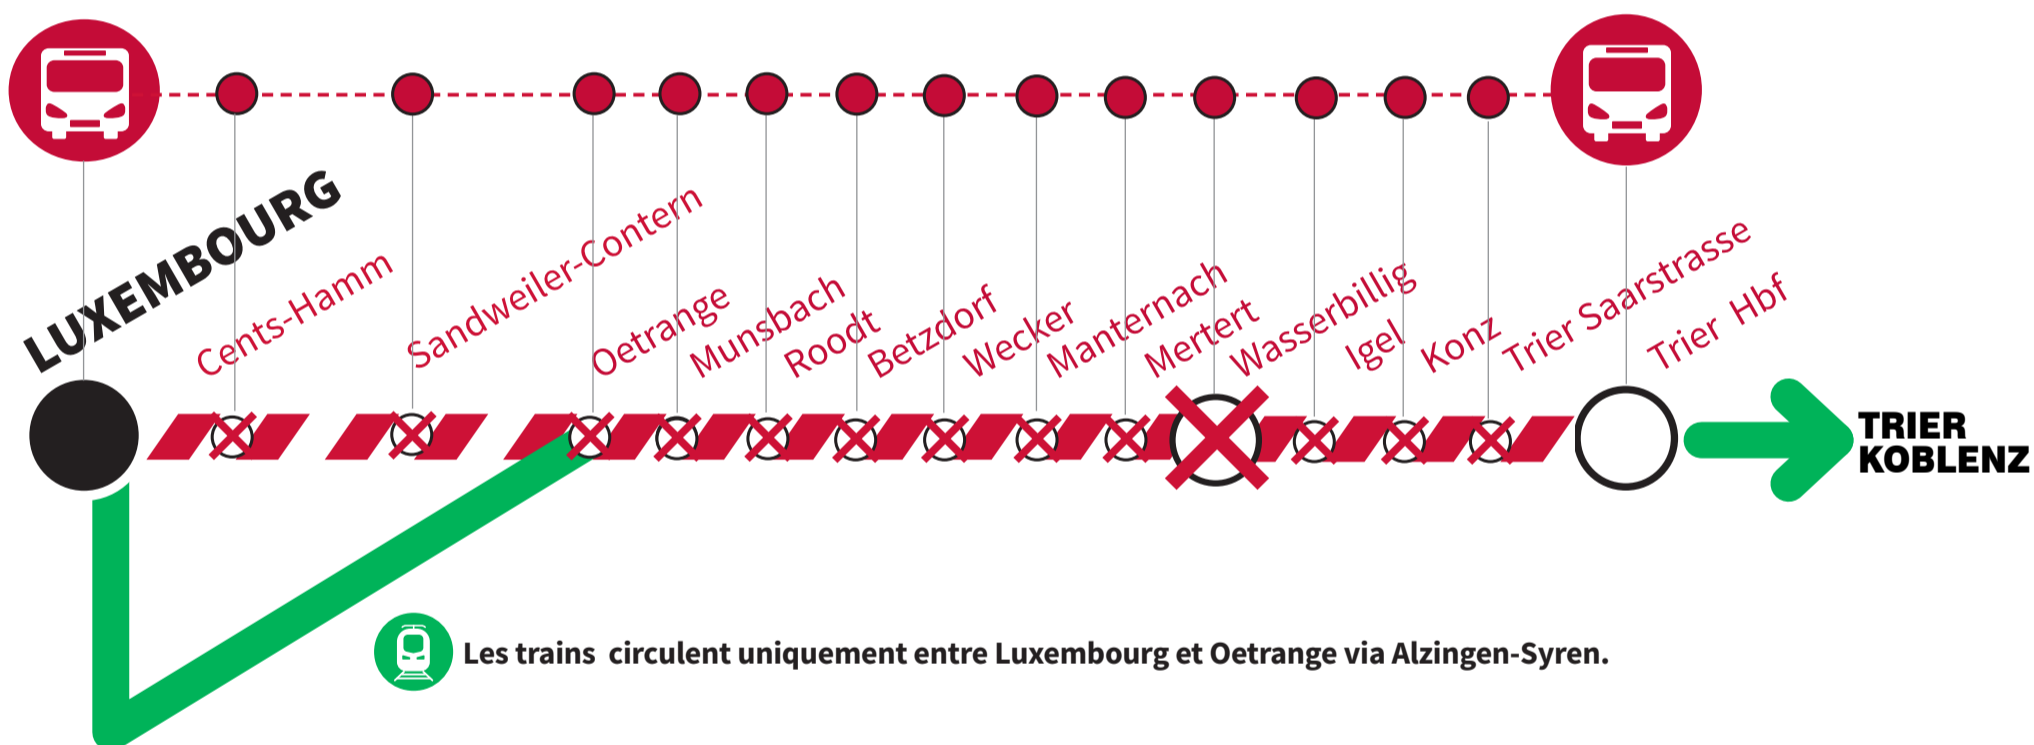 LUXEMBOURG
Cents-Hamm
Sandweiler-Contern
Oetrange
Munsbach
Roodt
Betzdorf
Wecker
Manternach
Mertert
Wasserbillig
Igel
Konz
Trier Saarstrasse
Trier Hbf
TRIER
KOBLENZ
Les trains circulent uniquement entre Luxembourg et Oetrange via Alzingen-Syren.